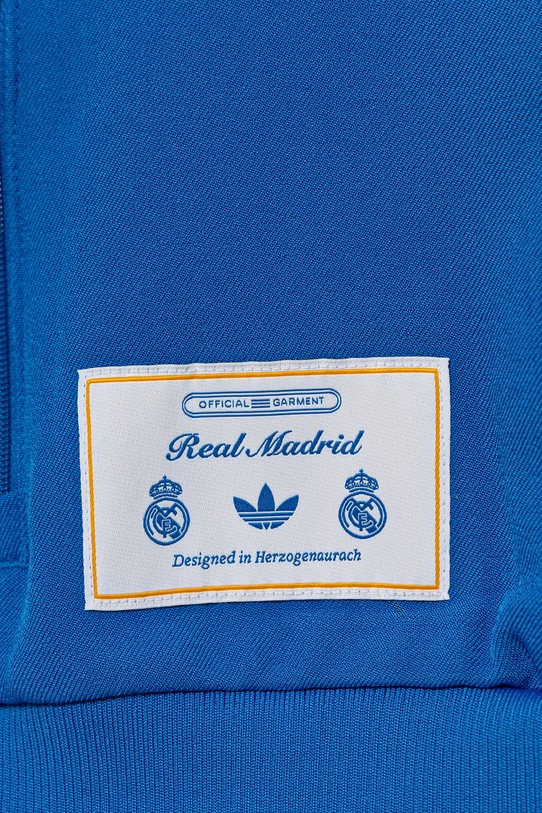 OFFICIAL GARMENT
Real Madrid
Designed in Herzogenaurach